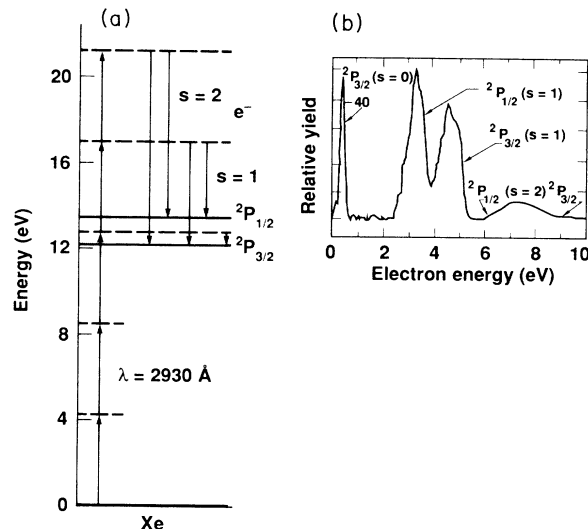 (a)
20
16
12
8
4
0
Energy (eV)
s = 2
e⁻
s = 1
²P₁/₂
²P₃/₂
λ = 2930 Å
Xe
(b)
Relative yield
²P₃/₂ (s = 0)
40
²P₁/₂ (s = 1)
²P₃/₂ (s = 1)
²P₁/₂ (s = 2) ²P₃/₂
0 2 4 6 8 10
Electron energy (eV)